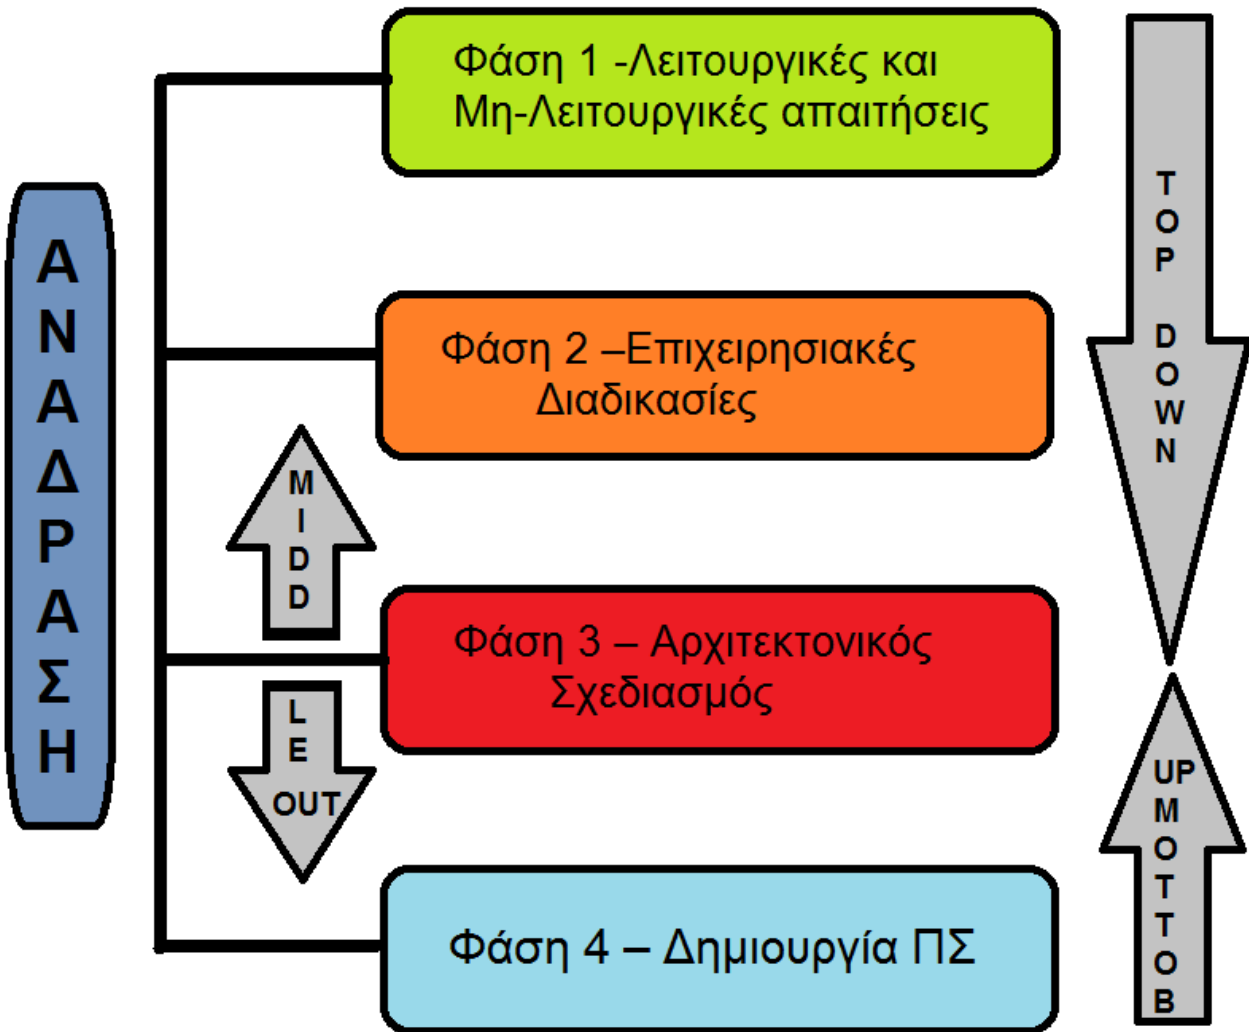 ΑΝΑΔΡΑΣΗ
Φάση 1 -Λειτουργικές και
Μη-Λειτουργικές απαιτήσεις
TOP DOWN
Φάση 2 –Επιχειρησιακές
Διαδικασίες
MIDD
Φάση 3 – Αρχιτεκτονικός
Σχεδιασμός
LE
OUT
UP
MOTTOB
Φάση 4 – Δημιουργία ΠΣ